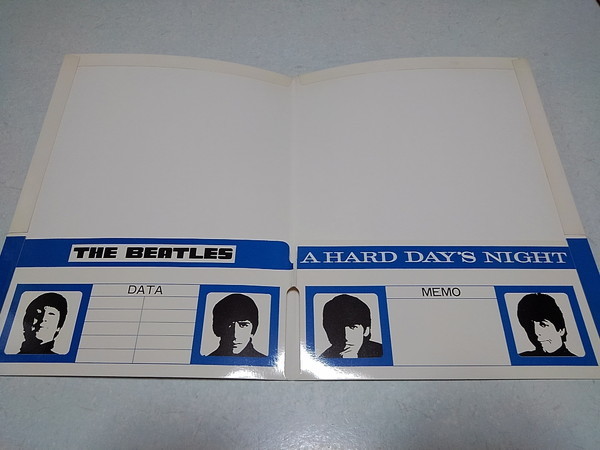 THE BEATLES
A HARD DAY'S NIGHT
DATA
MEMO